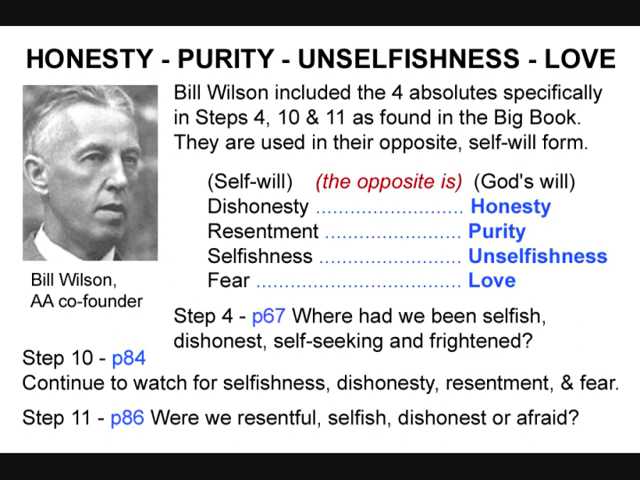 HONESTY - PURITY - UNSELFISHNESS - LOVE
Bill Wilson included the 4 absolutes specifically
in Steps 4, 10 & 11 as found in the Big Book.
They are used in their opposite, self-will form.
(Self-will) (the opposite is) (God's will)
Dishonesty .......................... Honesty
Resentment ........................ Purity
Selfishness ......................... Unselfishness
Fear .................................... Love
Bill Wilson,
AA co-founder
Step 4 - p67 Where had we been selfish,
dishonest, self-seeking and frightened?
Step 10 - p84
Continue to watch for selfishness, dishonesty, resentment, & fear.
Step 11 - p86 Were we resentful, selfish, dishonest or afraid?